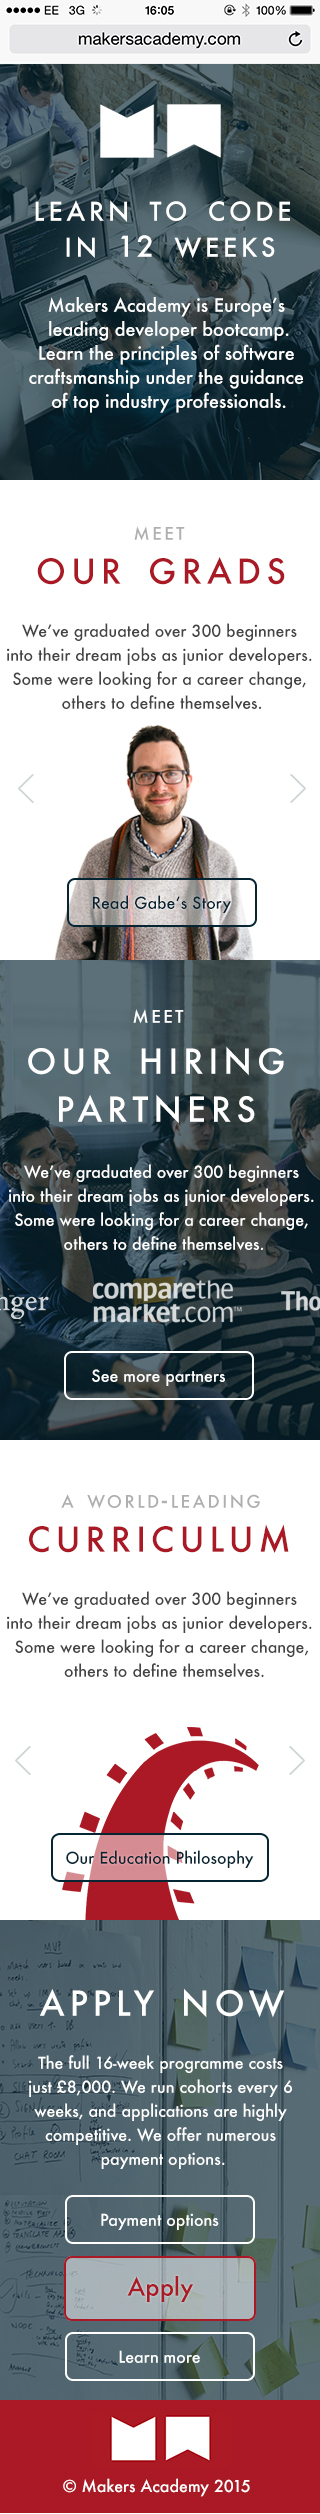 EE 3G 16:05 100%
makersacademy.com
LEARN TO CODE
IN 12 WEEKS
Makers Academy is Europe's
leading developer bootcamp.
Learn the principles of software
craftsmanship under the guidance
of top industry professionals.
MEET
OUR GRADS
We've graduated over 300 beginners
into their dream jobs as junior developers.
Some were looking for a career change,
others to define themselves.
Read Gabe's Story
MEET
OUR HIRING
PARTNERS
We've graduated over 300 beginners
into their dream jobs as junior developers.
Some were looking for a career change,
others to define themselves.
nger comparethe
market.com™ Tho
See more partners
A WORLD-LEADING
CURRICULUM
We've graduated over 300 beginners
into their dream jobs as junior developers.
Some were looking for a career change,
others to define themselves.
Our Education Philosophy
MVP
APPLY NOW
The full 16-week programme costs
just £8,000. We run cohorts every 6
weeks, and applications are highly
competitive. We offer numerous
payment options.
CHAT ROOM
Payment options
Apply
Learn more
© Makers Academy 2015